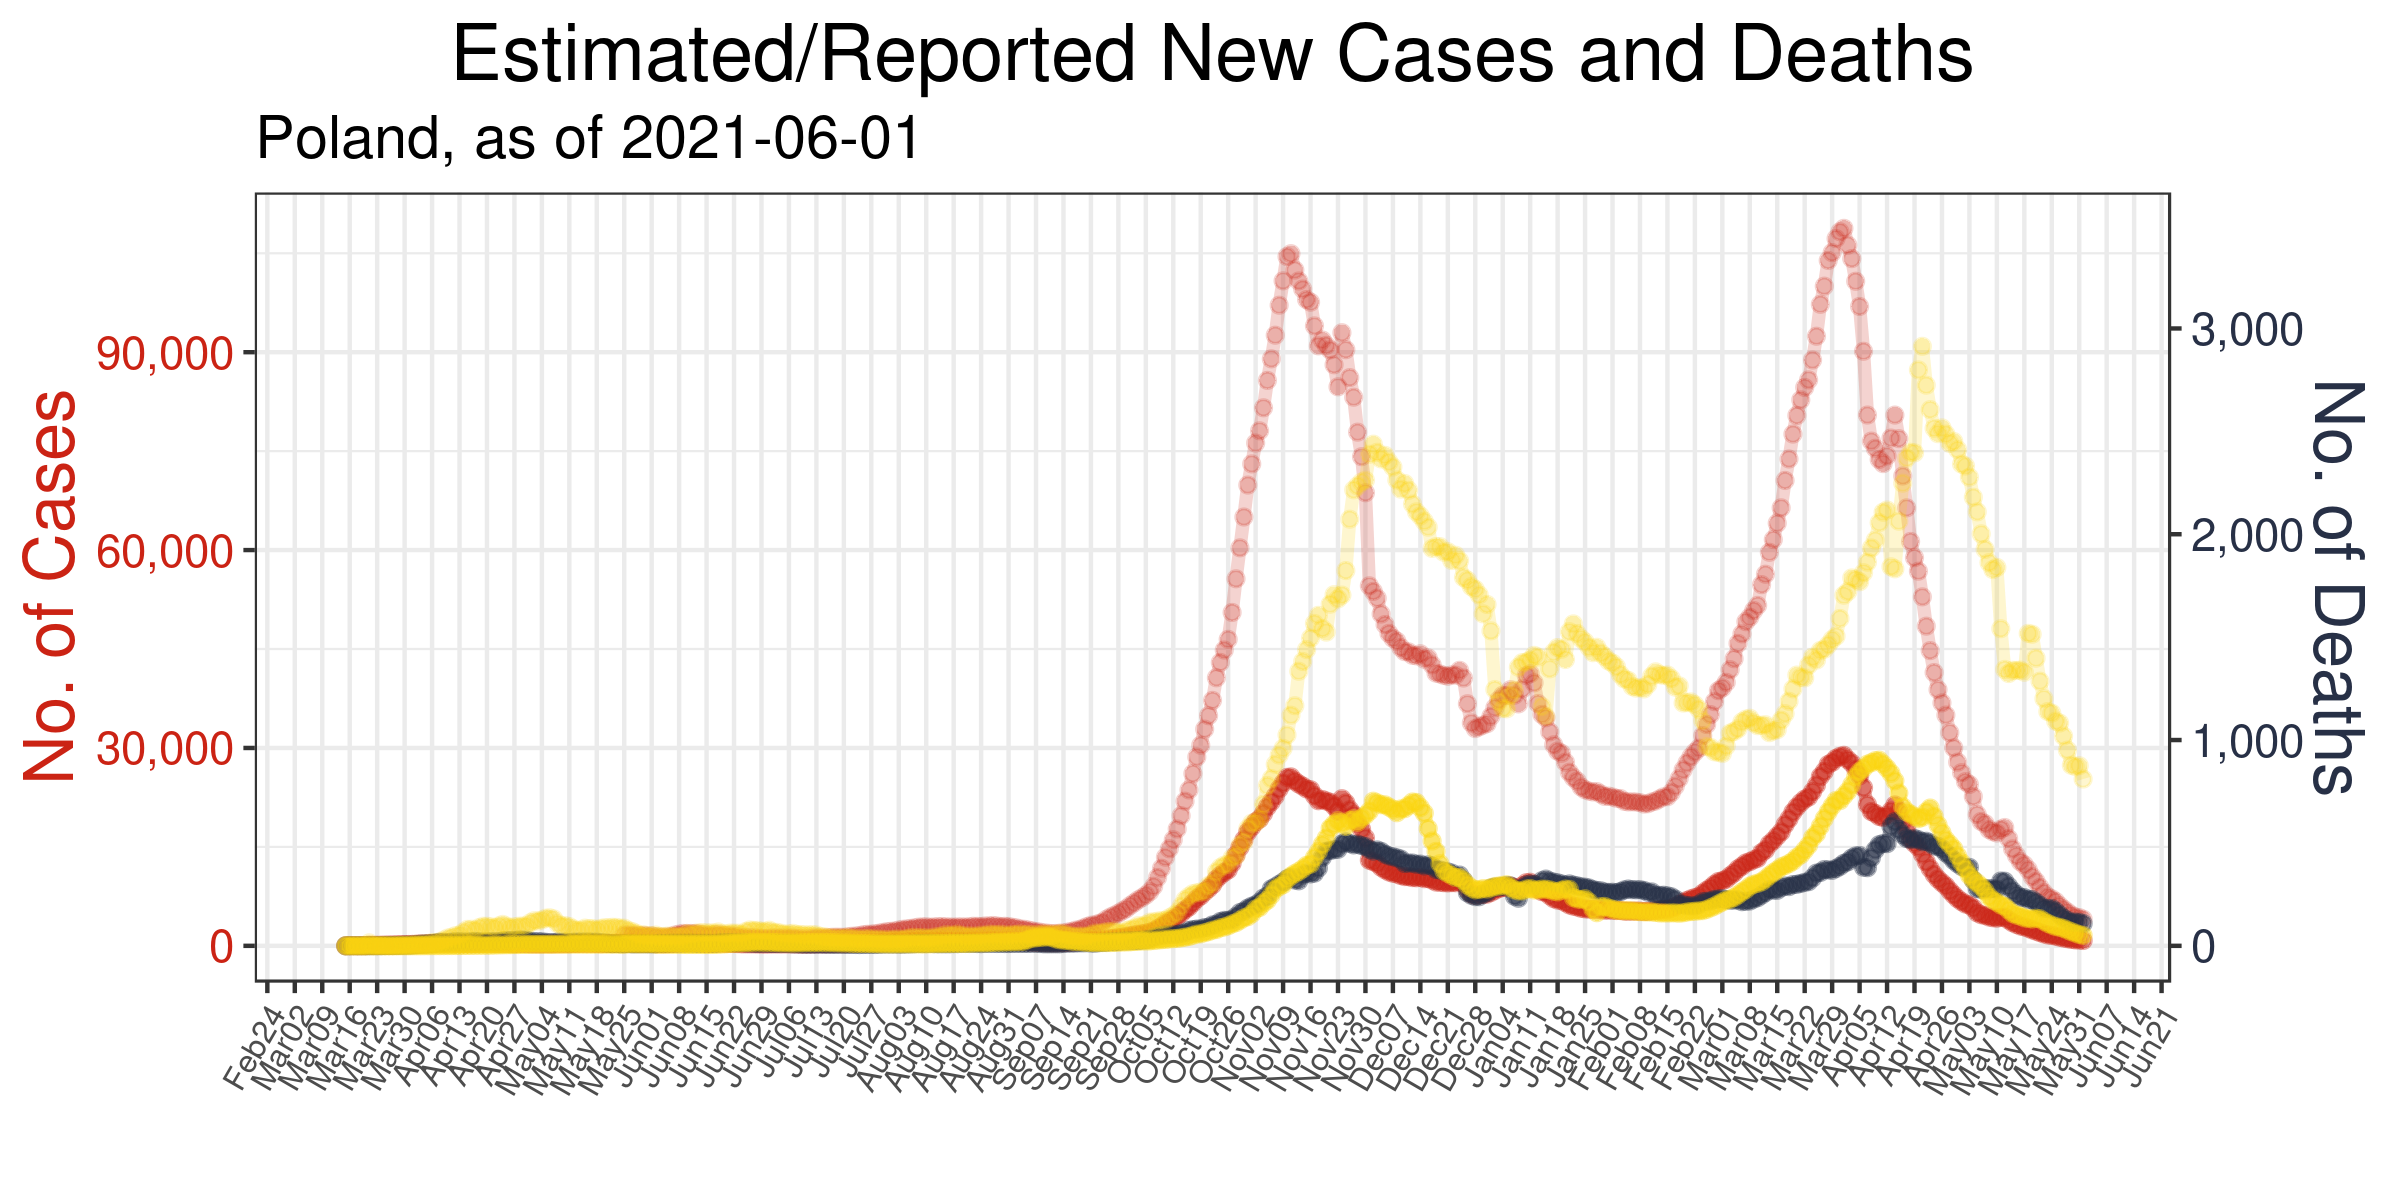 Estimated/Reported New Cases and Deaths
Poland, as of 2021-06-01
No. of Cases
90,000
60,000
30,000
0
3,000
2,000
1,000
0
No. of Deaths
Feb24
Mar02
Mar09
Mar16
Mar23
Mar30
Apr06
Apr13
Apr20
Apr27
May04
May11
May18
May25
Jun01
Jun08
Jun15
Jun22
Jun29
Jul06
Jul13
Jul20
Jul27
Aug03
Aug10
Aug17
Aug24
Aug31
Sep07
Sep14
Sep21
Sep28
Oct05
Oct12
Oct19
Oct26
Nov02
Nov09
Nov16
Nov23
Nov30
Dec07
Dec14
Dec21
Dec28
Jan04
Jan11
Jan18
Jan25
Feb01
Feb08
Feb15
Feb22
Mar01
Mar08
Mar15
Mar22
Mar29
Apr05
Apr12
Apr19
Apr26
May03
May10
May17
May24
May31
Jun07
Jun14
Jun21